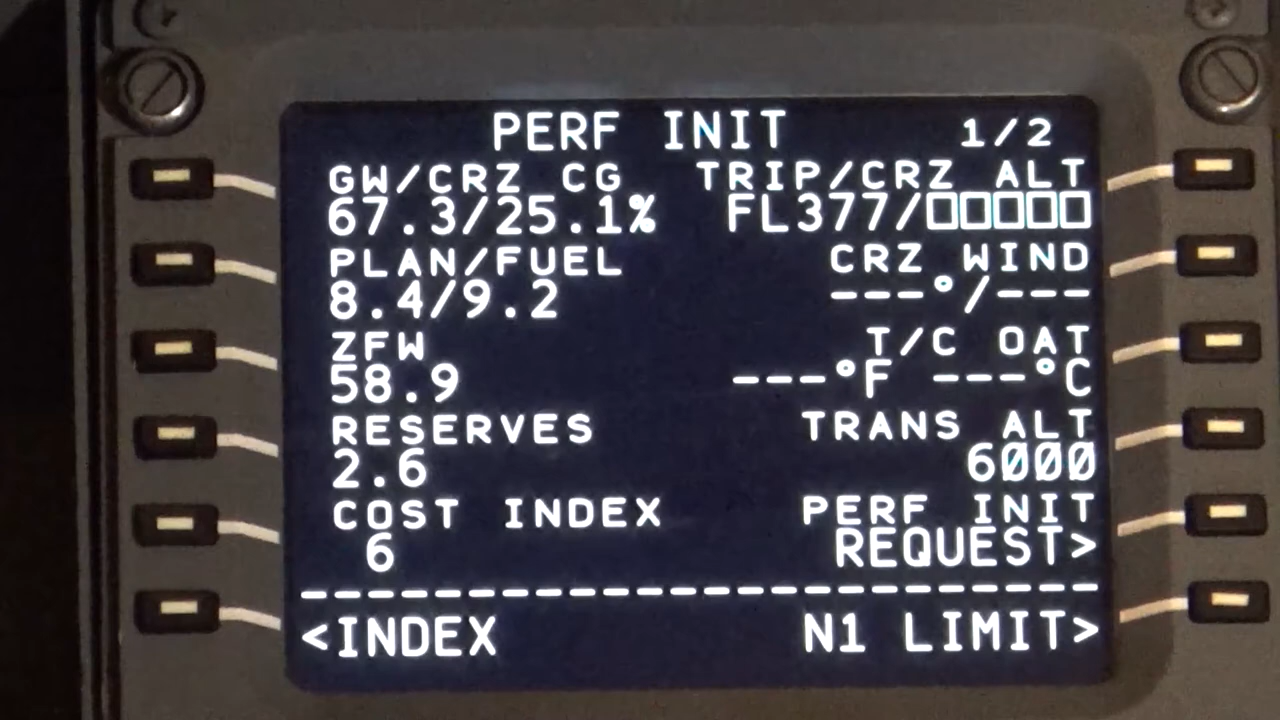 PERF INIT 1/2
GW/CRZ CG TRIP/CRZ ALT
67.3/25.1% FL377/□□□□□
PLAN/FUEL CRZ WIND
8.4/9.2 ---°/---
ZFW T/C OAT
58.9 ---°F ---°C
RESERVES TRANS ALT
2.6 6000
COST INDEX PERF INIT
6 REQUEST>
------------------------
<INDEX N1 LIMIT>